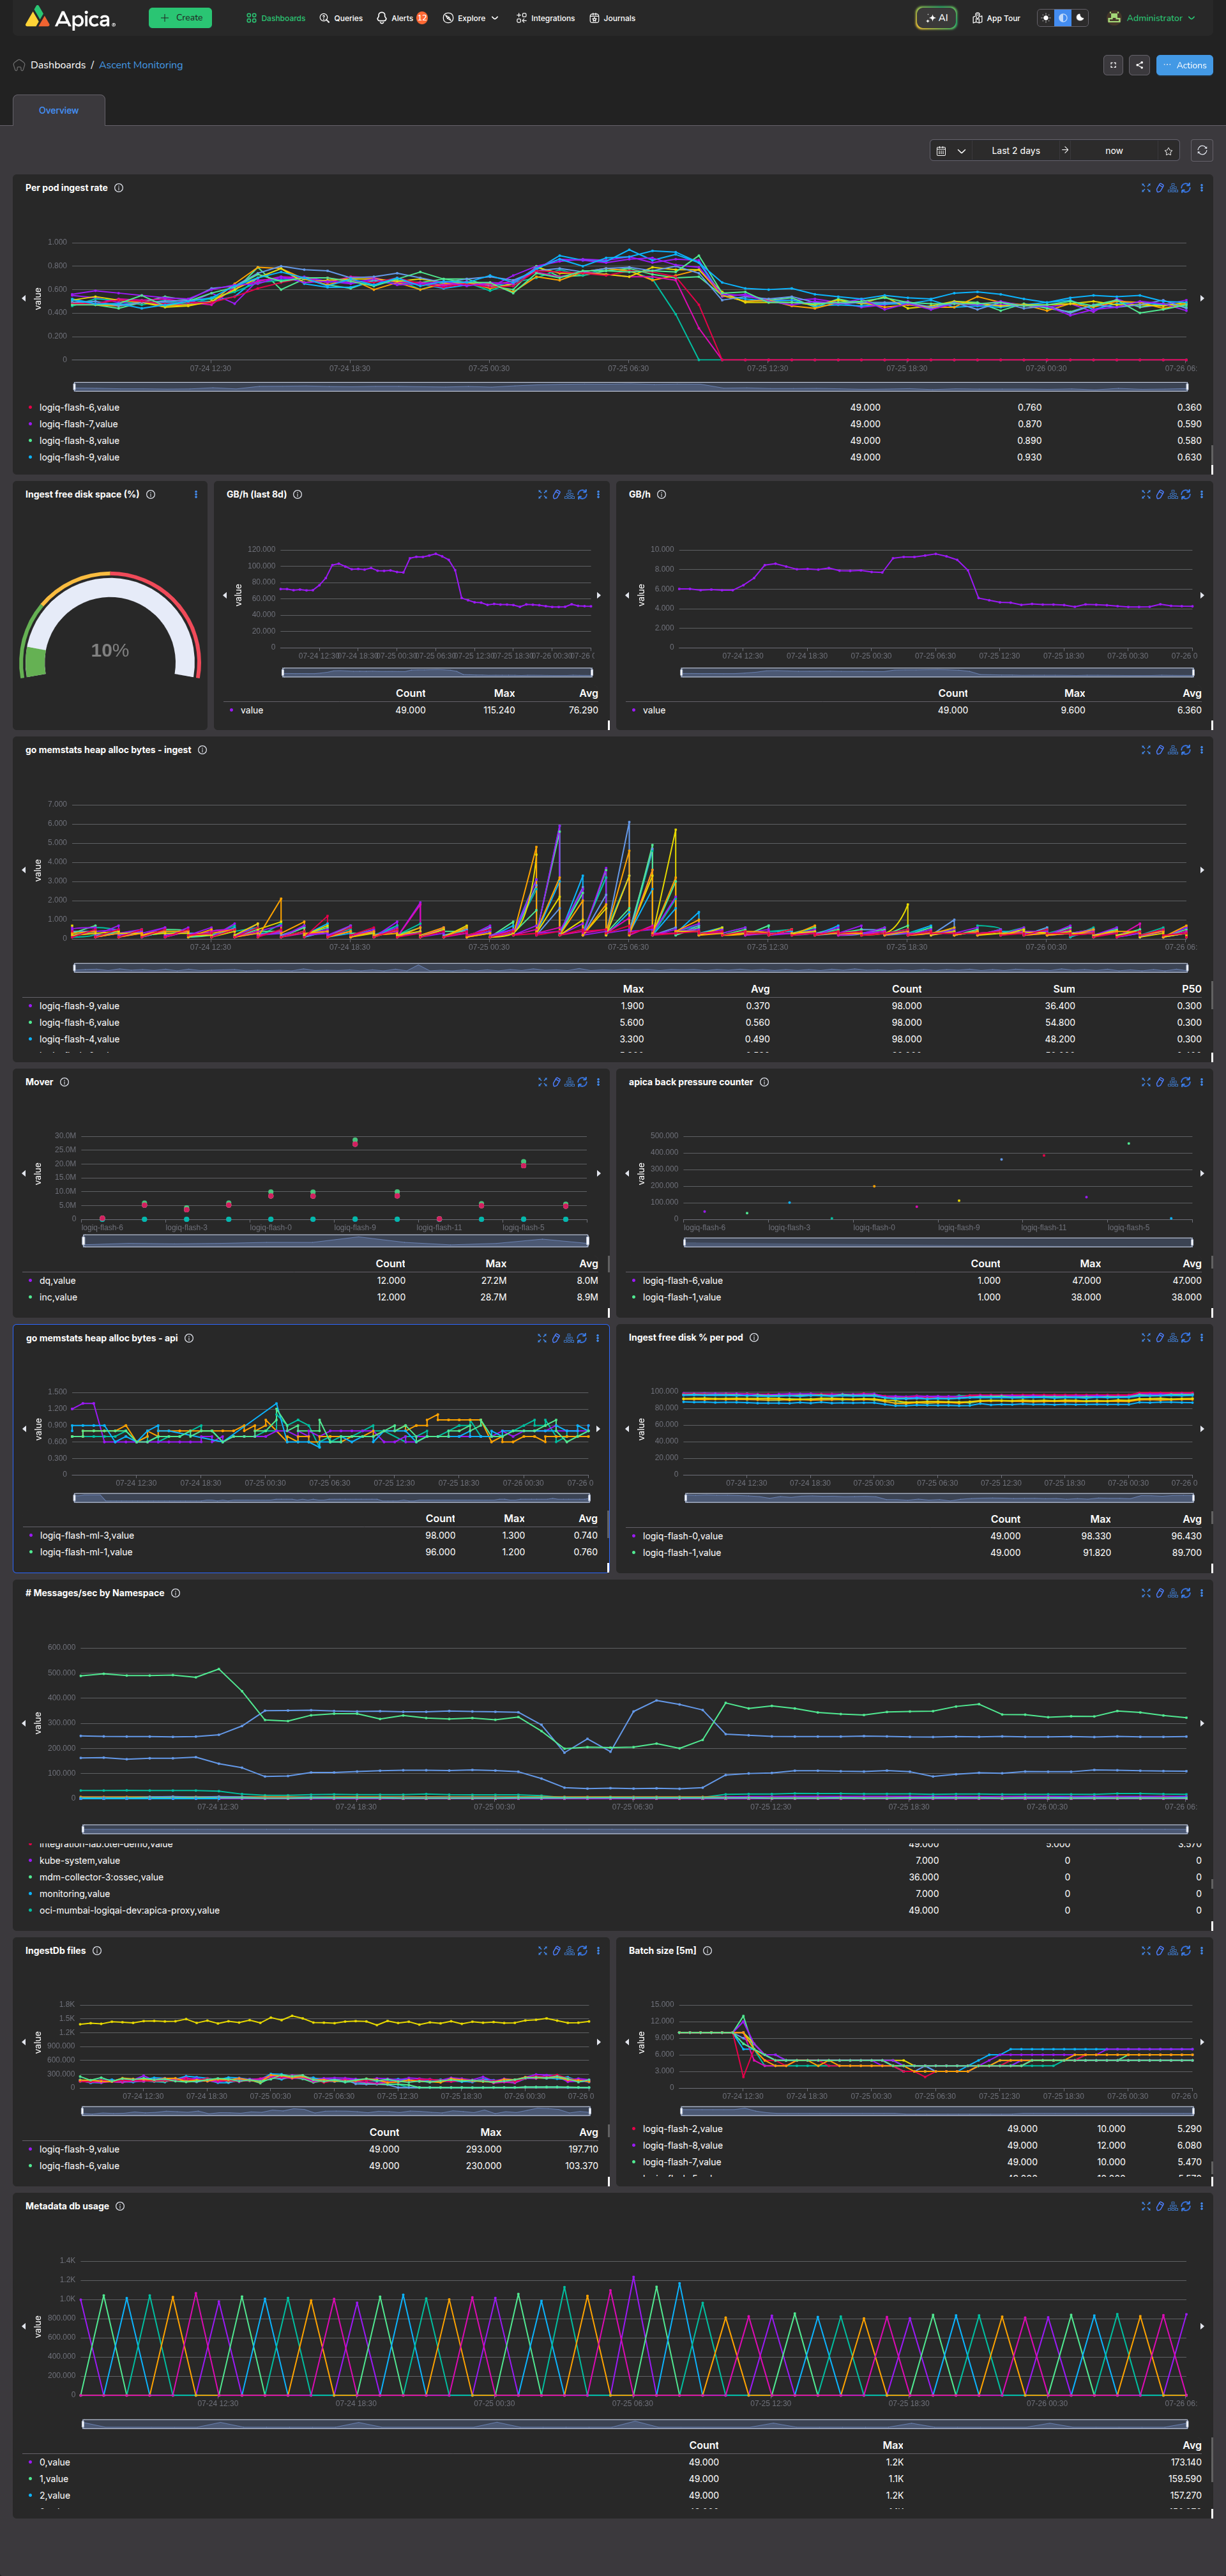 Apica
+ Create
Dashboards
Queries
Alerts 12
Explore
Integrations
Journals
AI
App Tour
Administrator
Dashboards / Ascent Monitoring
Actions
Overview
Last 2 days → now
Per pod ingest rate
value
1.000
0.800
0.600
0.400
0.200
0
07-24 12:30 07-24 18:30 07-25 00:30 07-25 06:30 07-25 12:30 07-25 18:30 07-26 00:30 07-26 06:
logiq-flash-6,value 49.000 0.760 0.360
logiq-flash-7,value 49.000 0.870 0.590
logiq-flash-8,value 49.000 0.890 0.580
logiq-flash-9,value 49.000 0.930 0.630
Ingest free disk space (%)
10%
GB/h (last 8d)
value
120.000
100.000
80.000
60.000
40.000
20.000
0
07-24 12:30 07-24 18:30 07-25 00:30 07-25 06:30 07-25 12:30 07-25 18:30 07-26 00:30 07-26 0
Count Max Avg
value 49.000 115.240 76.290
GB/h
value
10.000
8.000
6.000
4.000
2.000
0
07-24 12:30 07-24 18:30 07-25 00:30 07-25 06:30 07-25 12:30 07-25 18:30 07-26 00:30 07-26 0
Count Max Avg
value 49.000 9.600 6.360
go memstats heap alloc bytes - ingest
value
7.000
6.000
5.000
4.000
3.000
2.000
1.000
0
07-24 12:30 07-24 18:30 07-25 00:30 07-25 06:30 07-25 12:30 07-25 18:30 07-26 00:30 07-26 06:
Max Avg Count Sum P50
logiq-flash-9,value 1.900 0.370 98.000 36.400 0.300
logiq-flash-6,value 5.600 0.560 98.000 54.800 0.300
logiq-flash-4,value 3.300 0.490 98.000 48.200 0.300
Mover
value
30.0M
25.0M
20.0M
15.0M
10.0M
5.0M
0
logiq-flash-6 logiq-flash-3 logiq-flash-0 logiq-flash-9 logiq-flash-11 logiq-flash-5
Count Max Avg
dq,value 12.000 27.2M 8.0M
inc,value 12.000 28.7M 8.9M
apica back pressure counter
value
500.000
400.000
300.000
200.000
100.000
0
logiq-flash-6 logiq-flash-3 logiq-flash-0 logiq-flash-9 logiq-flash-11 logiq-flash-5
Count Max Avg
logiq-flash-6,value 1.000 47.000 47.000
logiq-flash-1,value 1.000 38.000 38.000
go memstats heap alloc bytes - api
value
1.500
1.200
0.900
0.600
0.300
0
07-24 12:30 07-24 18:30 07-25 00:30 07-25 06:30 07-25 12:30 07-25 18:30 07-26 00:30 07-26 0
Count Max Avg
logiq-flash-ml-3,value 98.000 1.300 0.740
logiq-flash-ml-1,value 96.000 1.200 0.760
Ingest free disk % per pod
value
100.000
80.000
60.000
40.000
20.000
0
07-24 12:30 07-24 18:30 07-25 00:30 07-25 06:30 07-25 12:30 07-25 18:30 07-26 00:30 07-26 0
Count Max Avg
logiq-flash-0,value 49.000 98.330 96.430
logiq-flash-1,value 49.000 91.820 89.700
# Messages/sec by Namespace
value
600.000
500.000
400.000
300.000
200.000
100.000
0
07-24 12:30 07-24 18:30 07-25 00:30 07-25 06:30 07-25 12:30 07-25 18:30 07-26 00:30 07-26 06:
integration-lab:otel-demo,value 49.000 5.000 3.570
kube-system,value 7.000 0 0
mdm-collector-3:ossec,value 36.000 0 0
monitoring,value 7.000 0 0
oci-mumbai-logiqai-dev:apica-proxy,value 49.000 0 0
IngestDb files
value
1.8K
1.5K
1.2K
900.000
600.000
300.000
0
07-24 12:30 07-24 18:30 07-25 00:30 07-25 06:30 07-25 12:30 07-25 18:30 07-26 00:30 07-26 0
Count Max Avg
logiq-flash-9,value 49.000 293.000 197.710
logiq-flash-6,value 49.000 230.000 103.370
Batch size [5m]
value
15.000
12.000
9.000
6.000
3.000
0
07-24 12:30 07-24 18:30 07-25 00:30 07-25 06:30 07-25 12:30 07-25 18:30 07-26 00:30 07-26 0
logiq-flash-2,value 49.000 10.000 5.290
logiq-flash-8,value 49.000 12.000 6.080
logiq-flash-7,value 49.000 10.000 5.470
Metadata db usage
value
1.4K
1.2K
1.0K
800.000
600.000
400.000
200.000
0
07-24 12:30 07-24 18:30 07-25 00:30 07-25 06:30 07-25 12:30 07-25 18:30 07-26 00:30 07-26 06:
Count Max Avg
0,value 49.000 1.2K 173.140
1,value 49.000 1.1K 159.590
2,value 49.000 1.2K 157.270